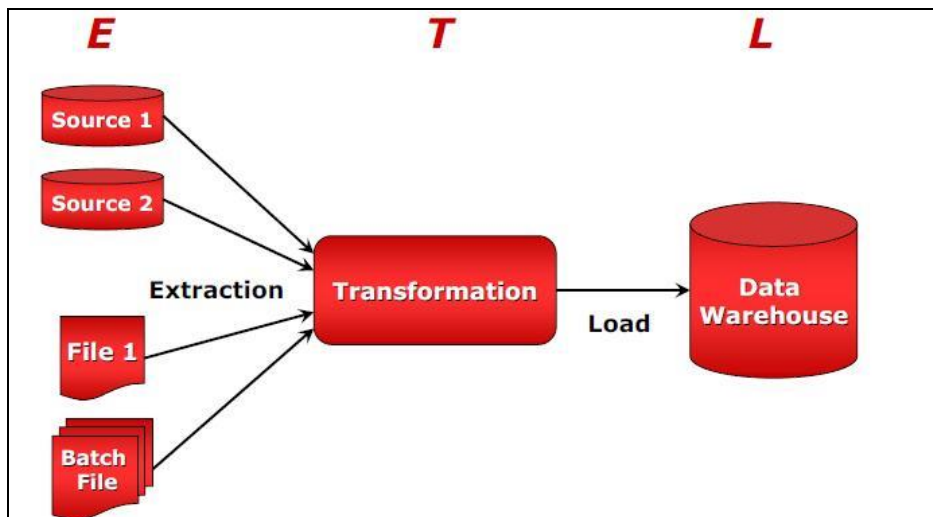 E
T
L
Source 1
Source 2
Extraction
Transformation
Load
Data
Warehouse
File 1
Batch
File